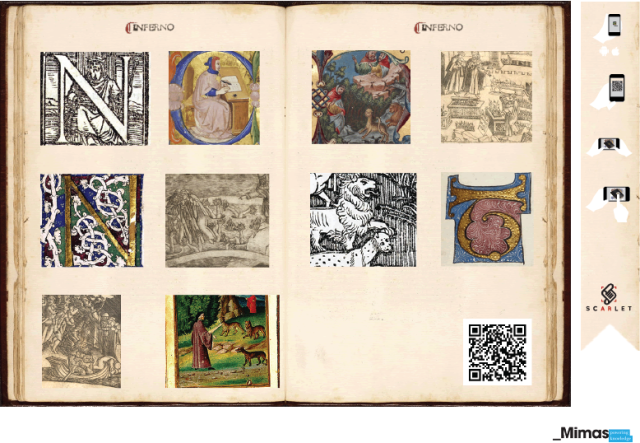 INFERNO
INFERNO
N
N
SCARLET
_Mimas